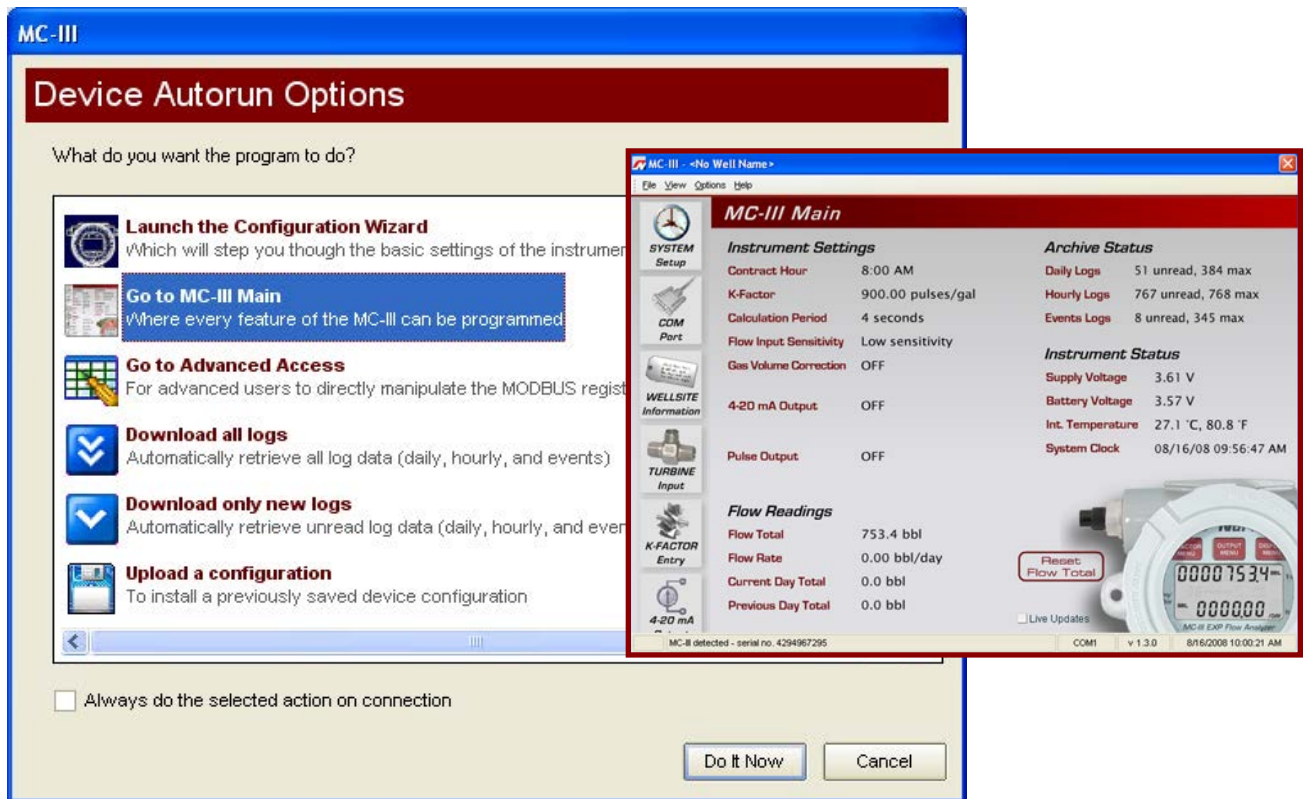 MC-III
Device Autorun Options
What do you want the program to do?
Launch the Configuration Wizard
Which will step you though the basic settings of the instrumen
Go to MC-III Main
Where every feature of the MC-III can be programmed
Go to Advanced Access
For advanced users to directly manipulate the MODBUS regist
Download all logs
Automatically retrieve all log data (daily, hourly, and events)
Download only new logs
Automatically retrieve unread log data (daily, hourly, and even
Upload a configuration
To install a previously saved device configuration
Always do the selected action on connection
Do It Now Cancel
MC-III - <No Well Name>
File View Options Help
SYSTEM
Setup
COM
Port
WELLSITE
Information
TURBINE
Input
K-FACTOR
Entry
4-20 mA
MC-III Main
Instrument Settings
Contract Hour 8:00 AM
K-Factor 900.00 pulses/gal
Calculation Period 4 seconds
Flow Input Sensitivity Low sensitivity
Gas Volume Correction OFF
4-20 mA Output OFF
Pulse Output OFF
Flow Readings
Flow Total 753.4 bbl
Flow Rate 0.00 bbl/day
Current Day Total 0.0 bbl
Previous Day Total 0.0 bbl
Archive Status
Daily Logs 51 unread, 384 max
Hourly Logs 767 unread, 768 max
Events Logs 8 unread, 345 max
Instrument Status
Supply Voltage 3.61 V
Battery Voltage 3.57 V
Int. Temperature 27.1 °C, 80.8 °F
System Clock 08/16/08 09:56:47 AM
Reset
Flow Total
Live Updates
OUTPUT
MENU
MENU
MENU
0000753.4
0000.00
MC-III EXP Flow Analyzer
MC-III detected - serial no. 4294967295 COM1 v 1.3.0 8/16/2008 10:00:21 AM